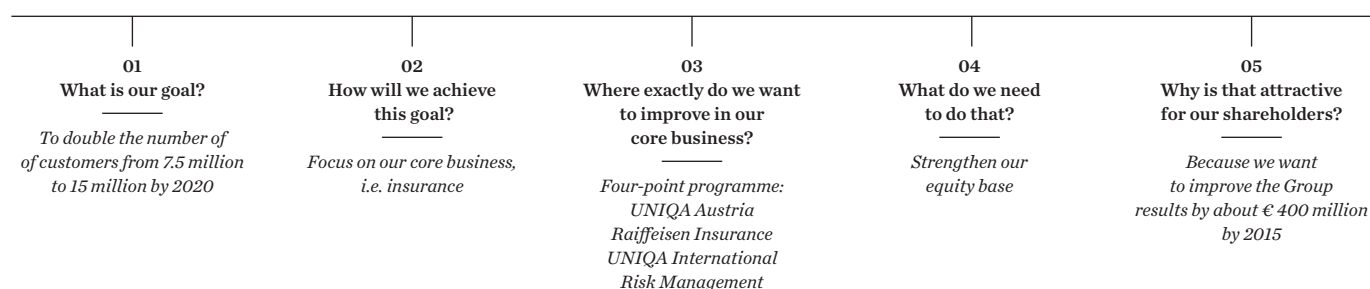 01
What is our goal?
To double the number of
of customers from 7.5 million
to 15 million by 2020
02
How will we achieve
this goal?
Focus on our core business,
i.e. insurance
03
Where exactly do we want
to improve in our
core business?
Four-point programme:
UNIQA Austria
Raiffeisen Insurance
UNIQA International
Risk Management
04
What do we need
to do that?
Strengthen our
equity base
05
Why is that attractive
for our shareholders?
Because we want
to improve the Group
results by about € 400 million
by 2015